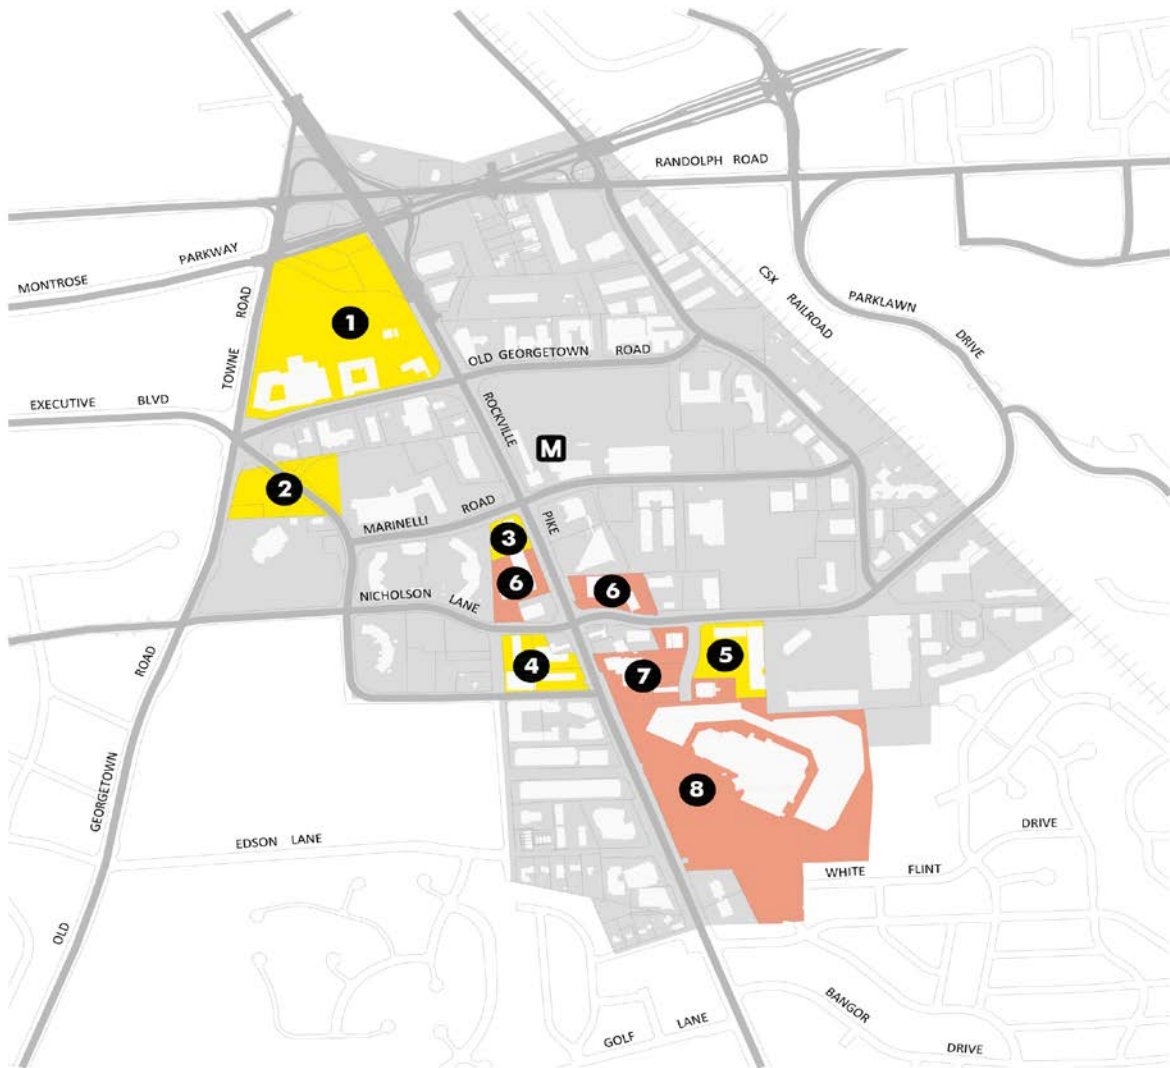 RANDOLPH ROAD
MONTROSE PARKWAY
TOWNE ROAD
CSX RAILROAD
PARKLAWN DRIVE
1
OLD GEORGETOWN ROAD
EXECUTIVE BLVD
ROCKVILLE PIKE
M
2
MARINELLI ROAD
3
6
6
NICHOLSON LANE
4
7
5
8
OLD GEORGETOWN ROAD
EDSON LANE
WHITE FLINT DRIVE
BANGOR DRIVE
GOLF LANE